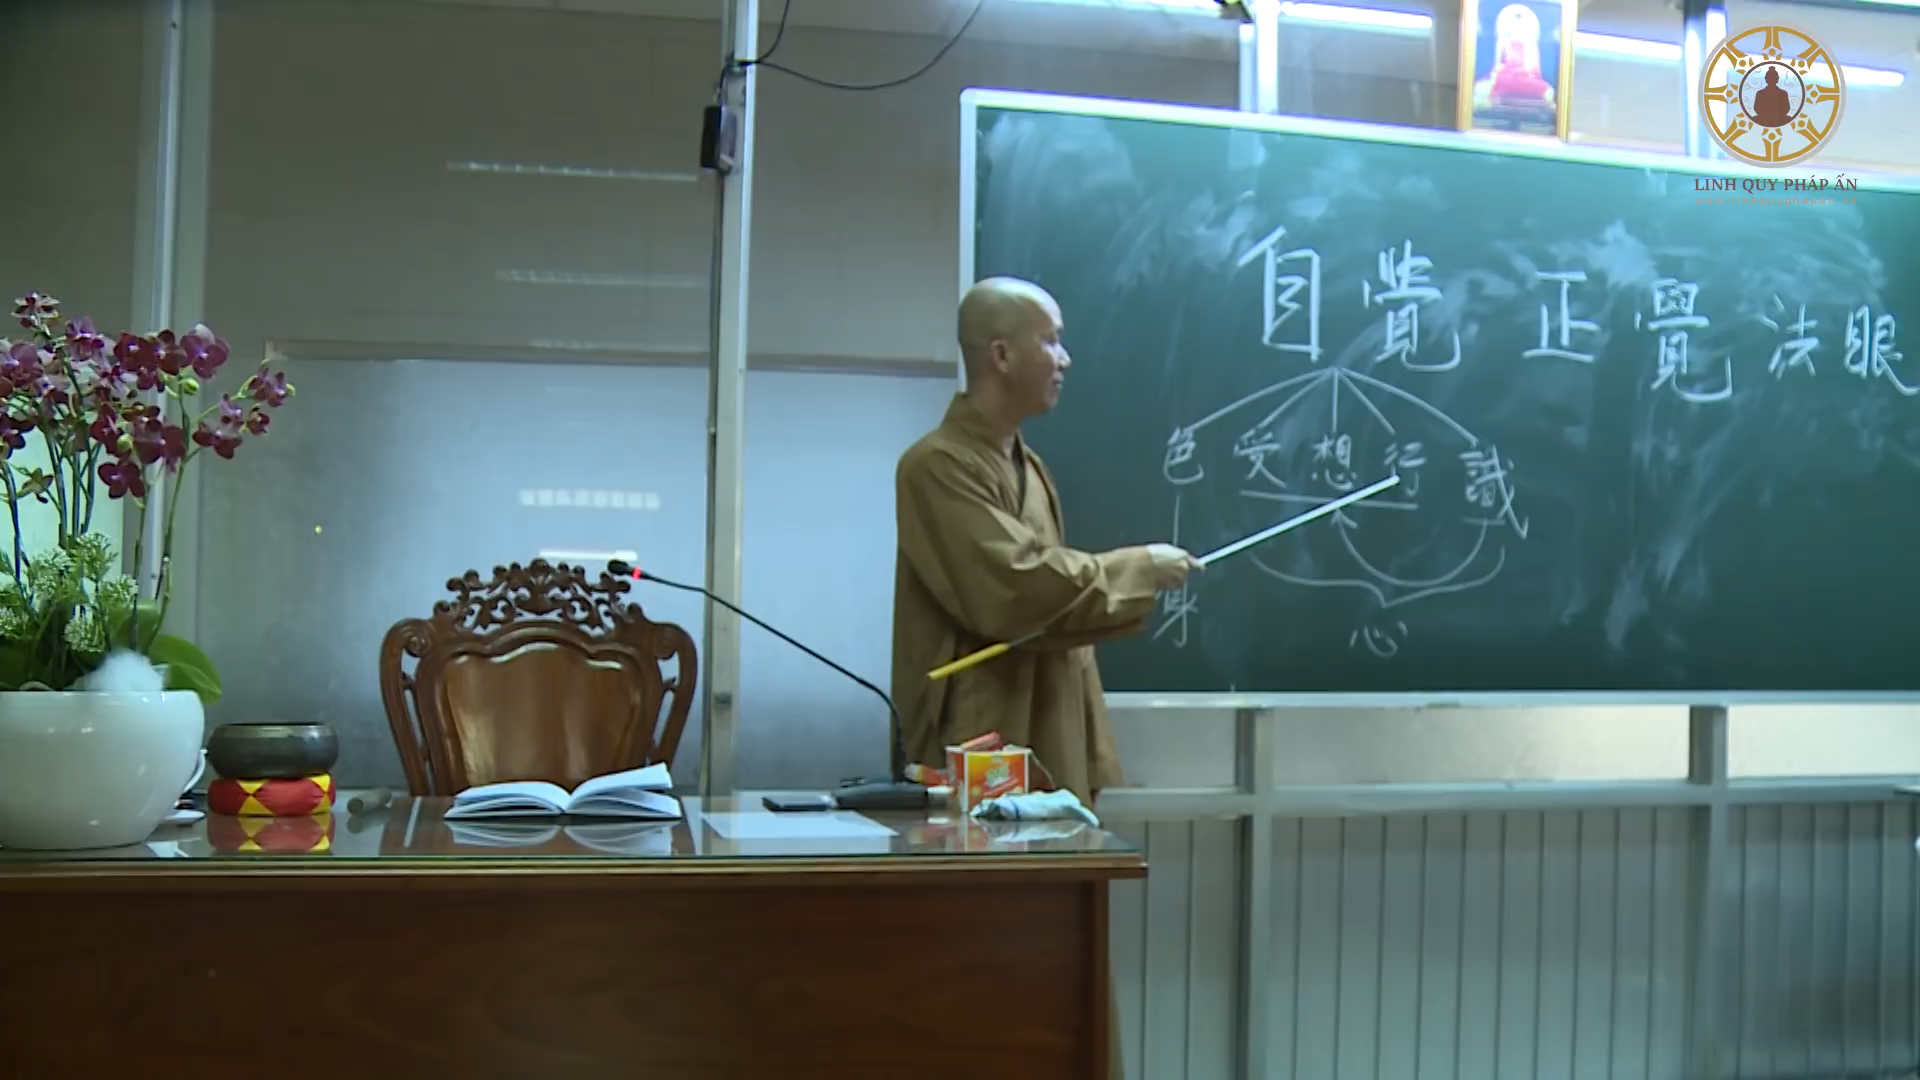 LINH QUY PHÁP ẤN
自覺 正覺 法眼
色 受 想 行 識
身
心